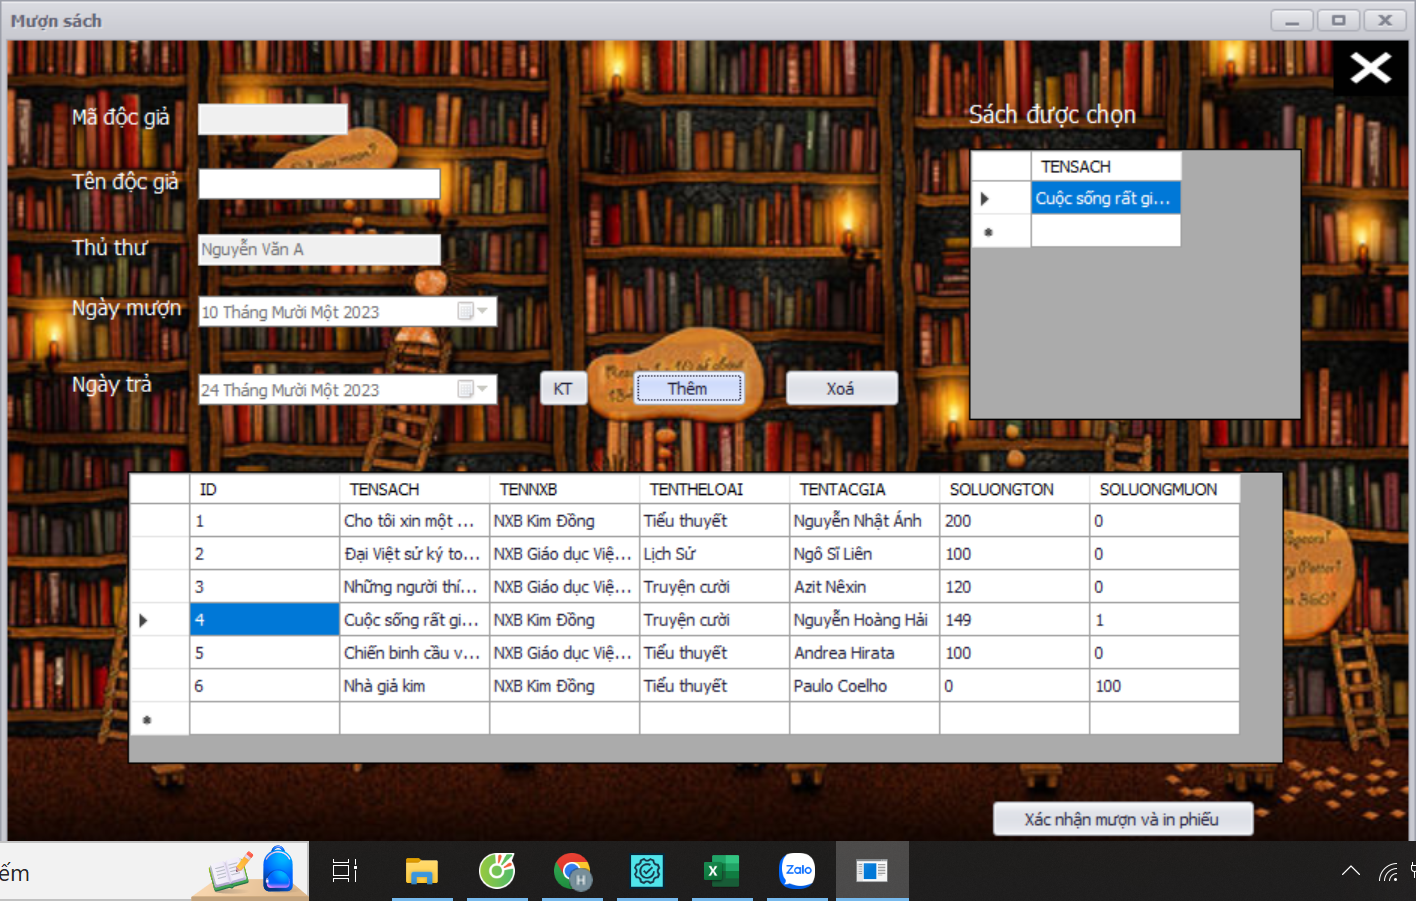 Mượn sách
Mã độc giả
Tên độc giả
Thủ thư
Nguyễn Văn A
Ngày mượn
10 Tháng Mười Một 2023
Ngày trả
24 Tháng Mười Một 2023
KT
Thêm
Xoá
Sách được chọn
TENSACH
Cuộc sống rất gi...
ID TENSACH TENNXB TENTHELOAI TENTACGIA SOLUONGTON SOLUONGMUON
1 Cho tôi xin một ... NXB Kim Đồng Tiểu thuyết Nguyễn Nhật Ánh 200 0
2 Đại Việt sử ký to... NXB Giáo dục Việ... Lịch Sử Ngô Sĩ Liên 100 0
3 Những người thí... NXB Giáo dục Việ... Truyện cười Azit Nêxin 120 0
4 Cuộc sống rất gi... NXB Kim Đồng Truyện cười Nguyễn Hoàng Hải 149 1
5 Chiến binh cầu v... NXB Giáo dục Việ... Tiểu thuyết Andrea Hirata 100 0
6 Nhà giả kim NXB Kim Đồng Tiểu thuyết Paulo Coelho 0 100
Xác nhận mượn và in phiếu
ếm
H
X
Zalo